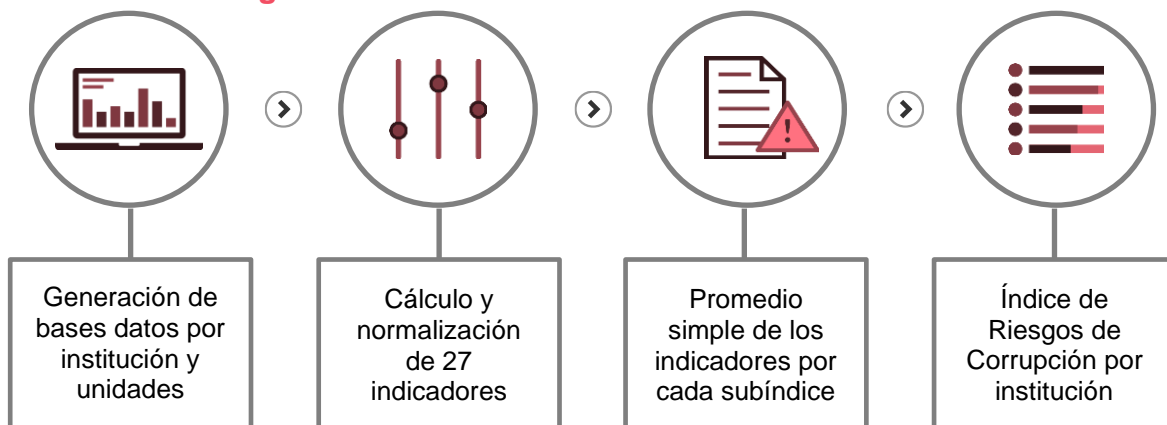 Generación de
bases datos por
institución y
unidades
Cálculo y
normalización
de 27
indicadores
!
Promedio
simple de los
indicadores por
cada subíndice
Índice de
Riesgos de
Corrupción por
institución